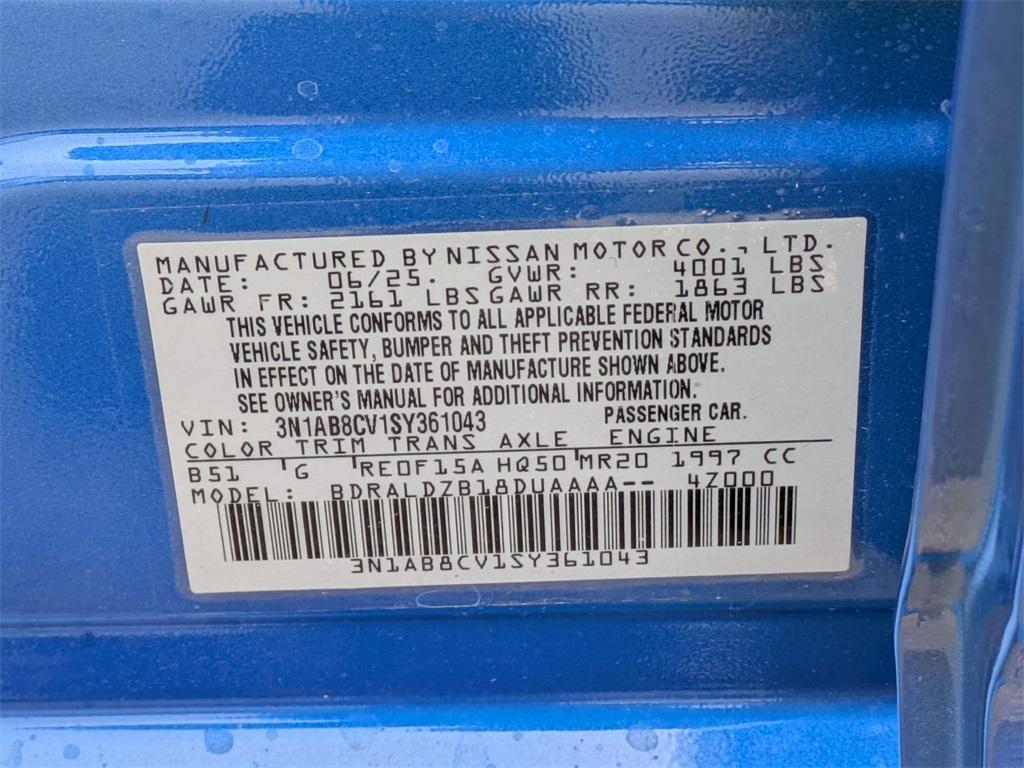 MANUFACTURED BY NISSAN MOTOR CO., LTD.
DATE: 06/25. GVWR: 4001 LBS
GAWR FR: 2161 LBS GAWR RR: 1863 LBS
THIS VEHICLE CONFORMS TO ALL APPLICABLE FEDERAL MOTOR
VEHICLE SAFETY, BUMPER AND THEFT PREVENTION STANDARDS
IN EFFECT ON THE DATE OF MANUFACTURE SHOWN ABOVE.
SEE OWNER'S MANUAL FOR ADDITIONAL INFORMATION.
VIN: 3N1AB8CV1SY361043 PASSENGER CAR.
COLOR TRIM TRANS AXLE ENGINE
B51 G RE0F15A HQ50 MR20 1997 CC
MODEL: BDRALDZB18DUAAAA-- 4Z000
3N1AB8CV1SY361043